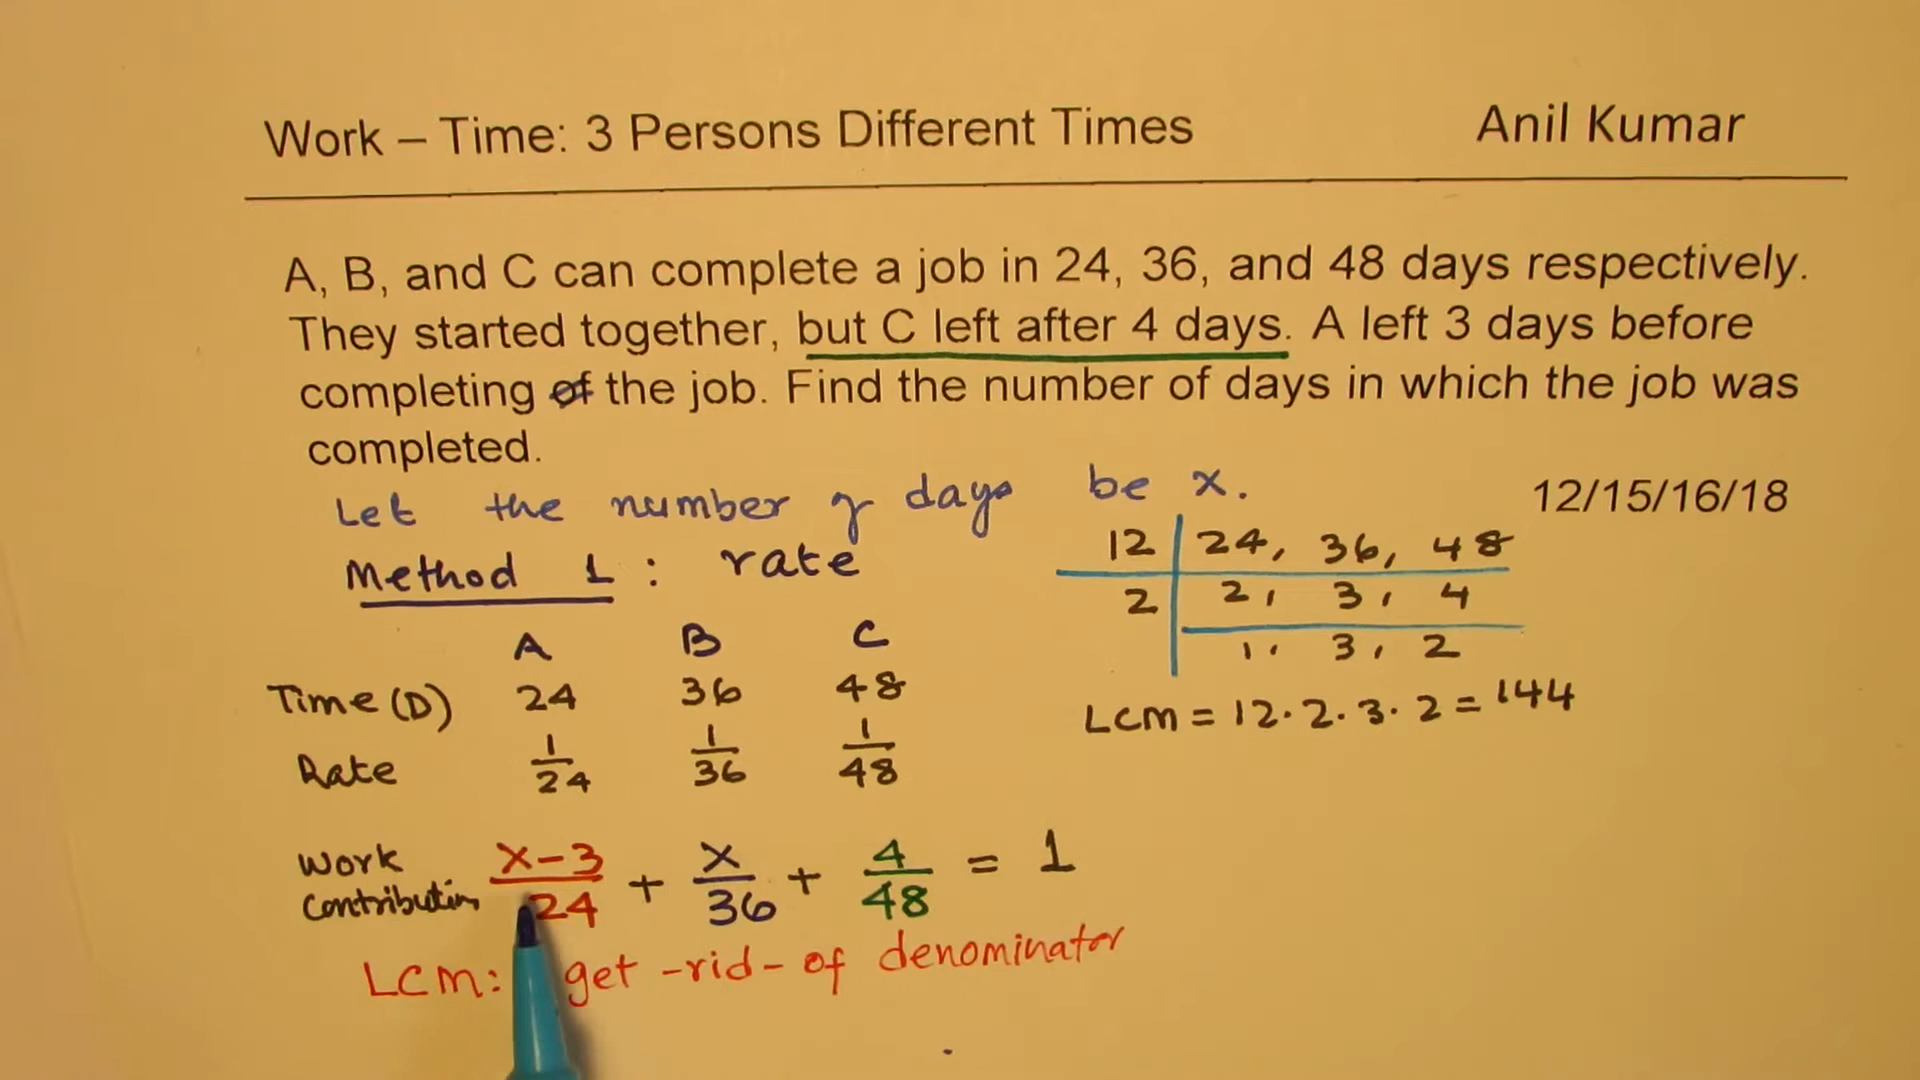 Work – Time: 3 Persons Different Times Anil Kumar
A, B, and C can complete a job in 24, 36, and 48 days respectively.
They started together, but C left after 4 days. A left 3 days before
completing of the job. Find the number of days in which the job was
completed.
Let the number of days be x.
12/15/16/18
Method 1: rate
12 | 24, 36, 48
2 | 2, 3, 4
1, 3, 2
LCM = 12·2·3·2 = 144
A B C
Time (D) 24 36 48
Rate 1/24 1/36 1/48
Work
Contribution (x-3)/24 + x/36 + 4/48 = 1
LCM: get-rid-of denominator